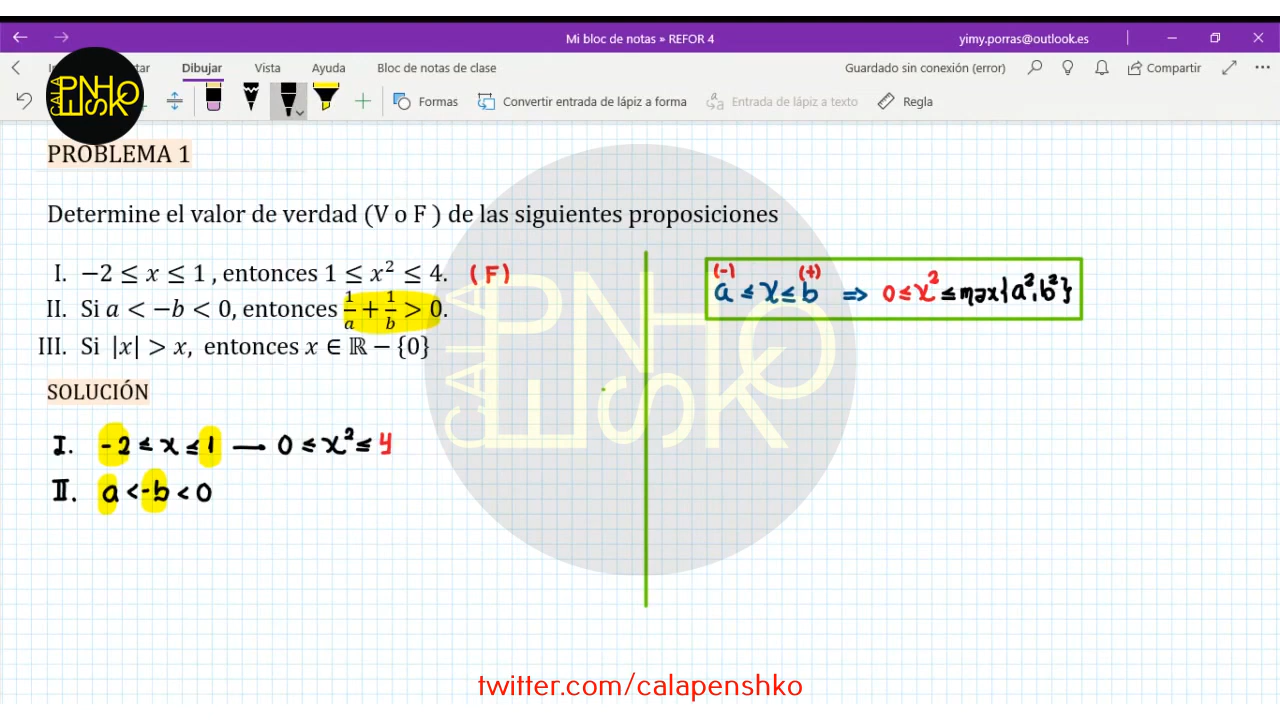 Mi bloc de notas » REFOR 4
yimy.porras@outlook.es
Dibujar Vista Ayuda Bloc de notas de clase
Guardado sin conexión (error) Compartir
Formas Convertir entrada de lápiz a forma Entrada de lápiz a texto Regla
CALA PENSHKO
PROBLEMA 1
Determine el valor de verdad (V o F ) de las siguientes proposiciones
I. −2 ≤ x ≤ 1 , entonces 1 ≤ x² ≤ 4. (F)
II. Si a < −b < 0, entonces 1/a + 1/b > 0.
III. Si |x| > x, entonces x ∈ ℝ − {0}
(-) (+)
a ≤ x ≤ b ⇒ 0 ≤ x² ≤ max{a², b²}
SOLUCIÓN
I. -2 ≤ x ≤ 1 — 0 ≤ x² ≤ 4
II. a < -b < 0
CALA PENSHKO
twitter.com/calapenshko